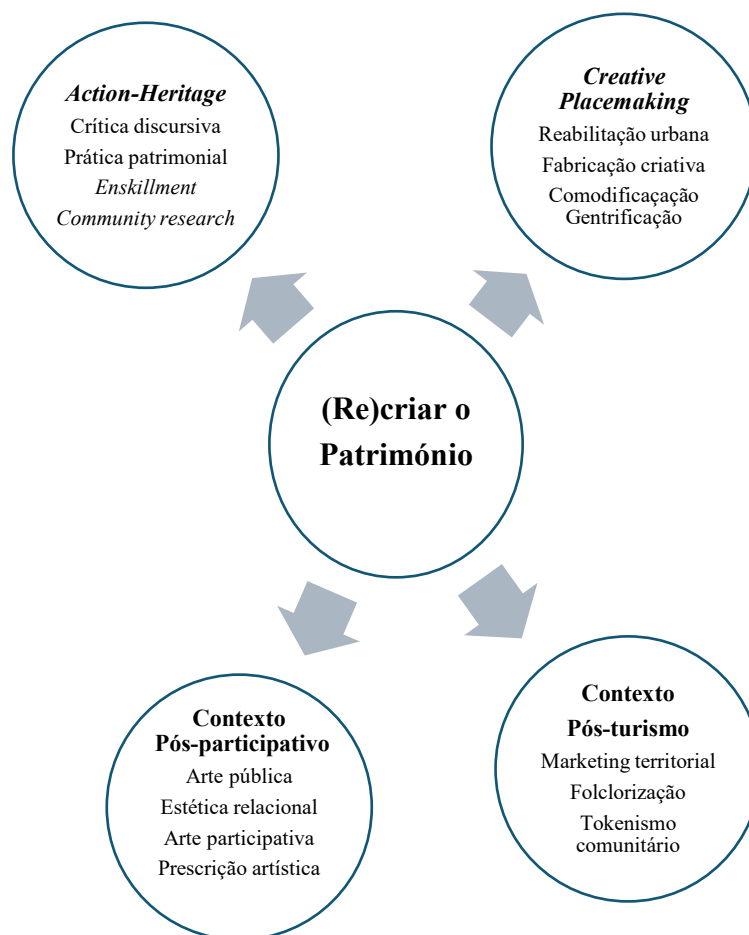 Action-Heritage
Crítica discursiva
Prática patrimonial
Enskillment
Community research
Creative
Placemaking
Reabilitação urbana
Fabricação criativa
Comodificaçação
Gentrificação
(Re)criar o
Património
Contexto
Pós-participativo
Arte pública
Estética relacional
Arte participativa
Prescrição artística
Contexto
Pós-turismo
Marketing territorial
Folclorização
Tokenismo
comunitário